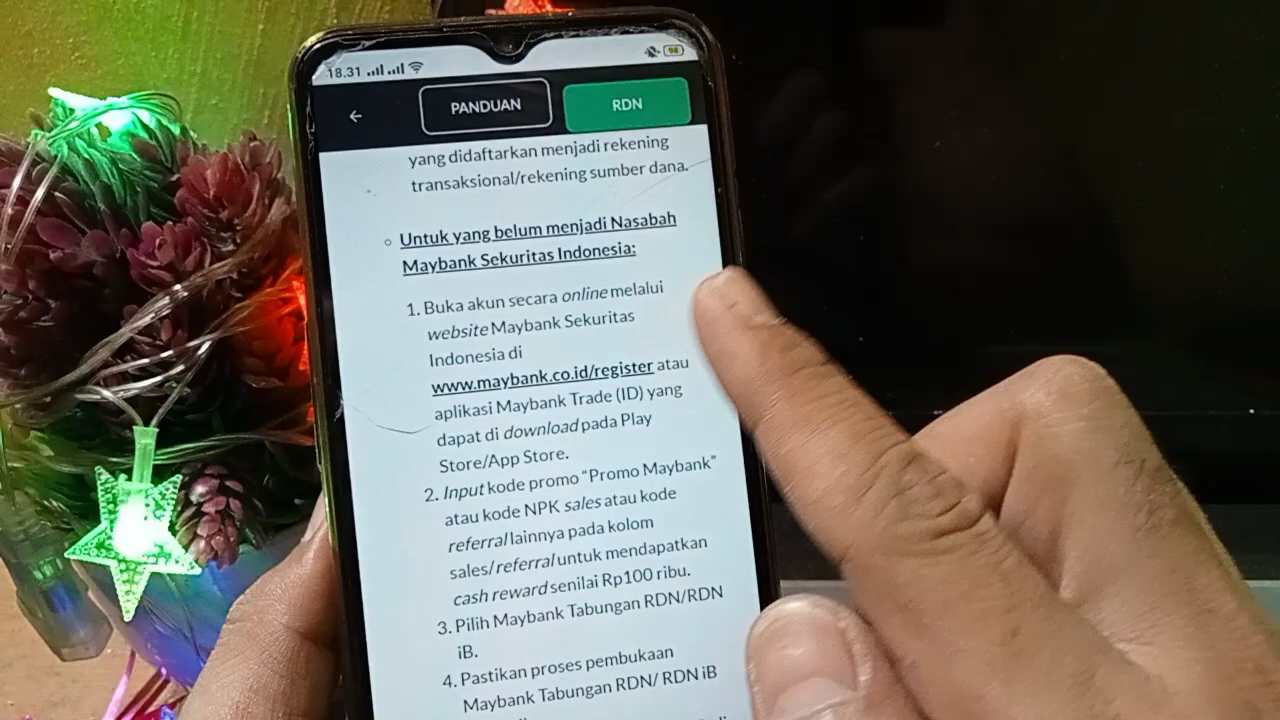 18.31
PANDUAN
RDN
yang didaftarkan menjadi rekening
transaksional/rekening sumber dana.
Untuk yang belum menjadi Nasabah
Maybank Sekuritas Indonesia:
1. Buka akun secara online melalui
website Maybank Sekuritas
Indonesia di
www.maybank.co.id/register atau
aplikasi Maybank Trade (ID) yang
dapat di download pada Play
Store/App Store.
2. Input kode promo “Promo Maybank”
atau kode NPK sales atau kode
referral lainnya pada kolom
sales/referral untuk mendapatkan
cash reward senilai Rp100 ribu.
3. Pilih Maybank Tabungan RDN/RDN
iB.
4. Pastikan proses pembukaan
Maybank Tabungan RDN/ RDN iB